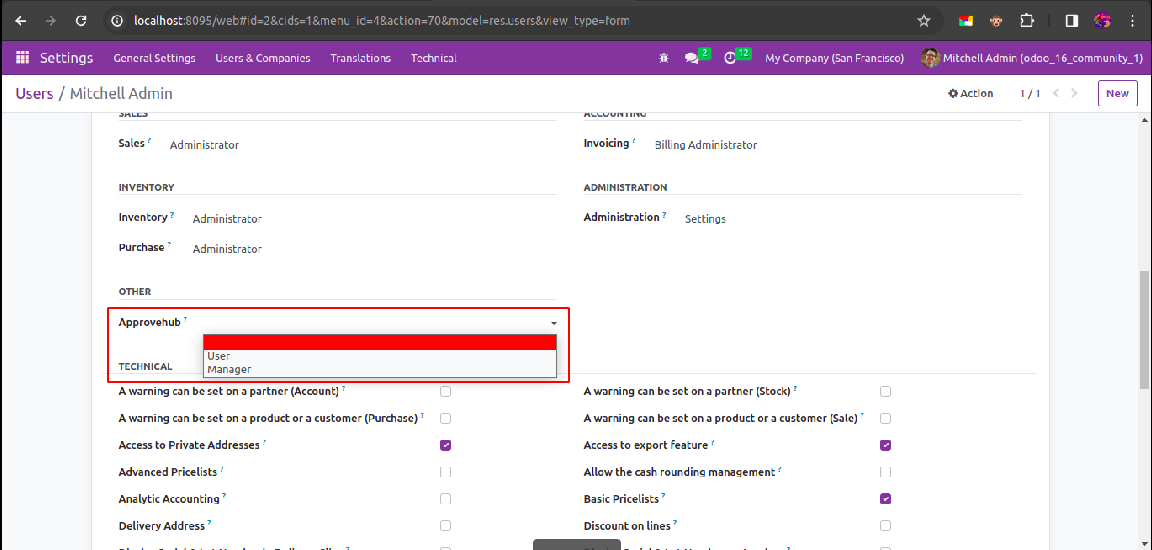 localhost:8095/web#id=2&cids=1&menu_id=4&action=70&model=res.users&view_type=form
Settings General Settings Users & Companies Translations Technical 2 12 My Company (San Francisco) Mitchell Admin (odoo_16_community_1)
Users / Mitchell Admin Action 1 / 1 New
SALES ACCOUNTING
Sales ? Administrator Invoicing ? Billing Administrator
INVENTORY ADMINISTRATION
Inventory ? Administrator Administration ? Settings
Purchase ? Administrator
OTHER
Approvehub ?
User
Manager
TECHNICAL
A warning can be set on a partner (Account) ? A warning can be set on a partner (Stock) ?
A warning can be set on a product or a customer (Purchase) ? A warning can be set on a product or a customer (Sale) ?
Access to Private Addresses ? Access to export feature ?
Advanced Pricelists ? Allow the cash rounding management ?
Analytic Accounting ? Basic Pricelists ?
Delivery Address ? Discount on lines ?